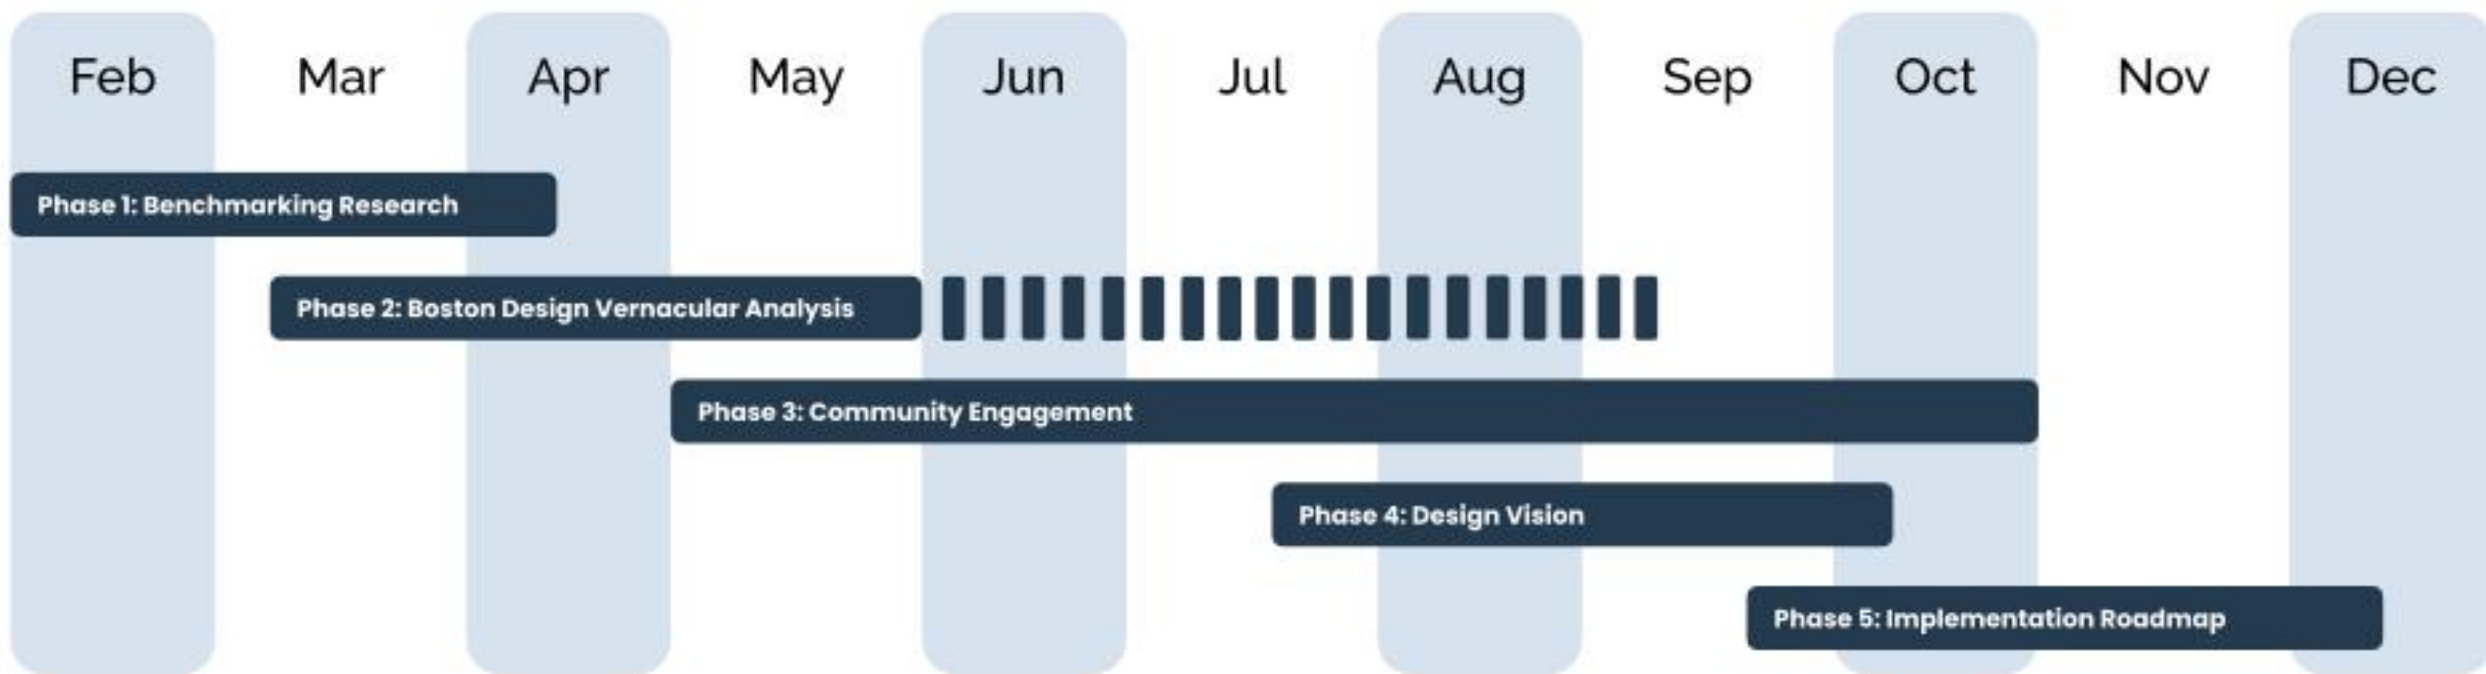 Feb Mar Apr May Jun Jul Aug Sep Oct Nov Dec
Phase 1: Benchmarking Research
Phase 2: Boston Design Vernacular Analysis
Phase 3: Community Engagement
Phase 4: Design Vision
Phase 5: Implementation Roadmap